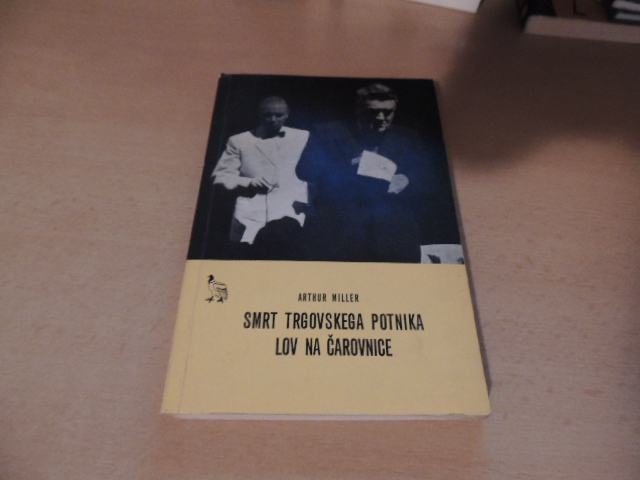 ARTHUR MILLER
SMRT TRGOVSKEGA POTNIKA
LOV NA ČAROVNICE